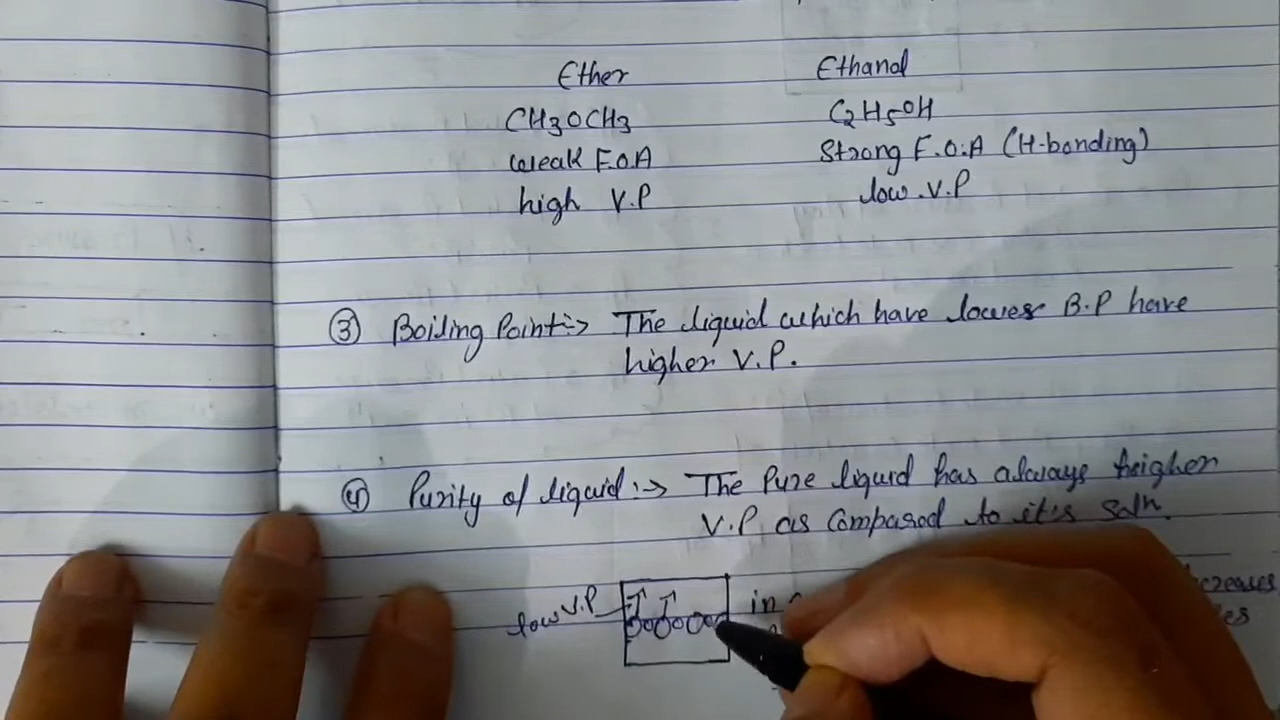 Ether Ethanol
CH3OCH3 C2H5OH
weak F.O.A Strong F.O.A (H-bonding)
high V.P low V.P
③ Boiling Point:→ The liquid which have lower B.P have
higher V.P.
④ Purity of liquid:→ The Pure liquid has always heigher
V.P as compared to it's soln.
low V.P in